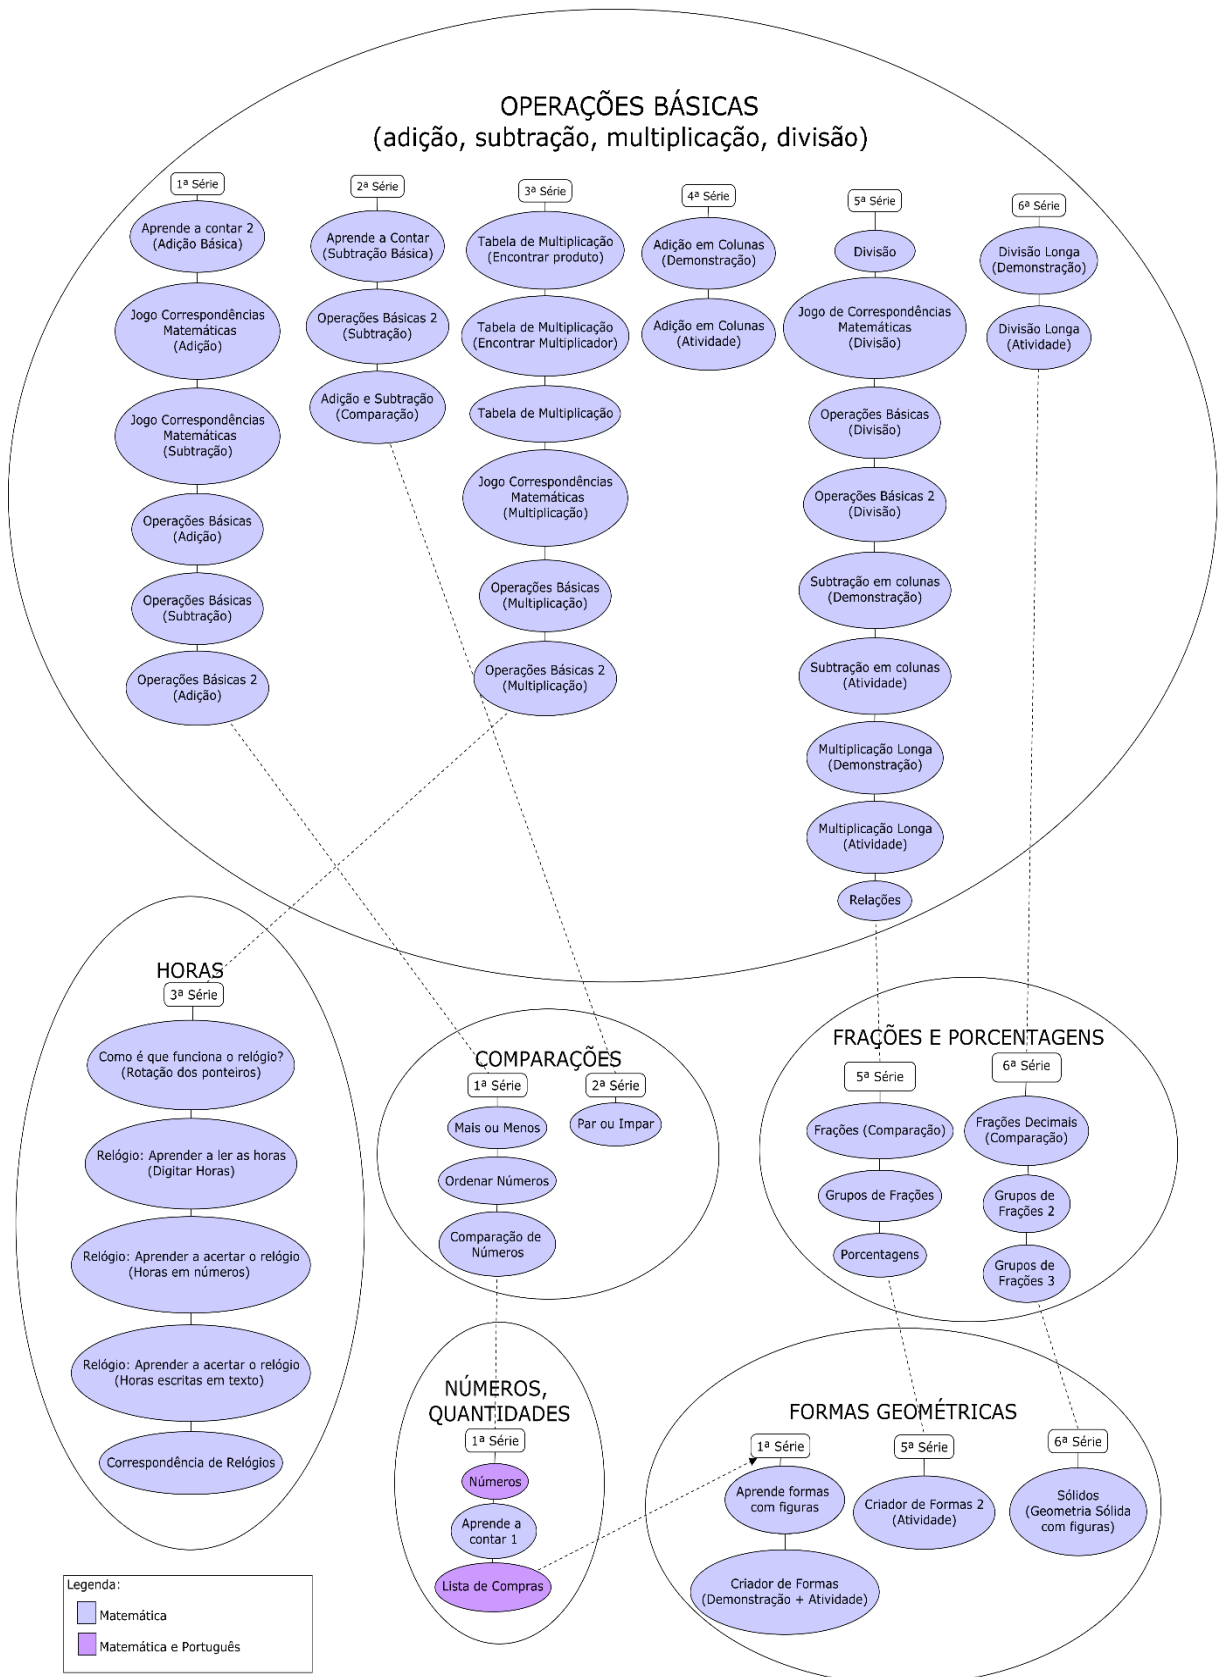 OPERAÇÕES BÁSICAS
(adição, subtração, multiplicação, divisão)
1ª Série
Aprende a contar 2
(Adição Básica)
Jogo Correspondências
Matemáticas
(Adição)
Jogo Correspondências
Matemáticas
(Subtração)
Operações Básicas
(Adição)
Operações Básicas
(Subtração)
Operações Básicas 2
(Adição)
2ª Série
Aprende a Contar
(Subtração Básica)
Operações Básicas 2
(Subtração)
Adição e Subtração
(Comparação)
3ª Série
Tabela de Multiplicação
(Encontrar produto)
Tabela de Multiplicação
(Encontrar Multiplicador)
Tabela de Multiplicação
Jogo Correspondências
Matemáticas
(Multiplicação)
Operações Básicas
(Multiplicação)
Operações Básicas 2
(Multiplicação)
4ª Série
Adição em Colunas
(Demonstração)
Adição em Colunas
(Atividade)
5ª Série
Divisão
Jogo de Correspondências
Matemáticas
(Divisão)
Operações Básicas
(Divisão)
Operações Básicas 2
(Divisão)
Subtração em colunas
(Demonstração)
Subtração em colunas
(Atividade)
Multiplicação Longa
(Demonstração)
Multiplicação Longa
(Atividade)
Relações
6ª Série
Divisão Longa
(Demonstração)
Divisão Longa
(Atividade)
HORAS
3ª Série
Como é que funciona o relógio?
(Rotação dos ponteiros)
Relógio: Aprender a ler as horas
(Digitar Horas)
Relógio: Aprender a acertar o relógio
(Horas em números)
Relógio: Aprender a acertar o relógio
(Horas escritas em texto)
Correspondência de Relógios
COMPARAÇÕES
1ª Série
Mais ou Menos
Ordenar Números
Comparação de
Números
2ª Série
Par ou Impar
FRAÇÕES E PORCENTAGENS
5ª Série
Frações (Comparação)
Grupos de Frações
Porcentagens
6ª Série
Frações Decimais
(Comparação)
Grupos de
Frações 2
Grupos de
Frações 3
NÚMEROS,
QUANTIDADES
1ª Série
Números
Aprende a
contar 1
Lista de Compras
FORMAS GEOMÉTRICAS
1ª Série
Aprende formas
com figuras
Criador de Formas
(Demonstração + Atividade)
5ª Série
Criador de Formas 2
(Atividade)
6ª Série
Sólidos
(Geometria Sólida
com figuras)
Legenda:
Matemática
Matemática e Português